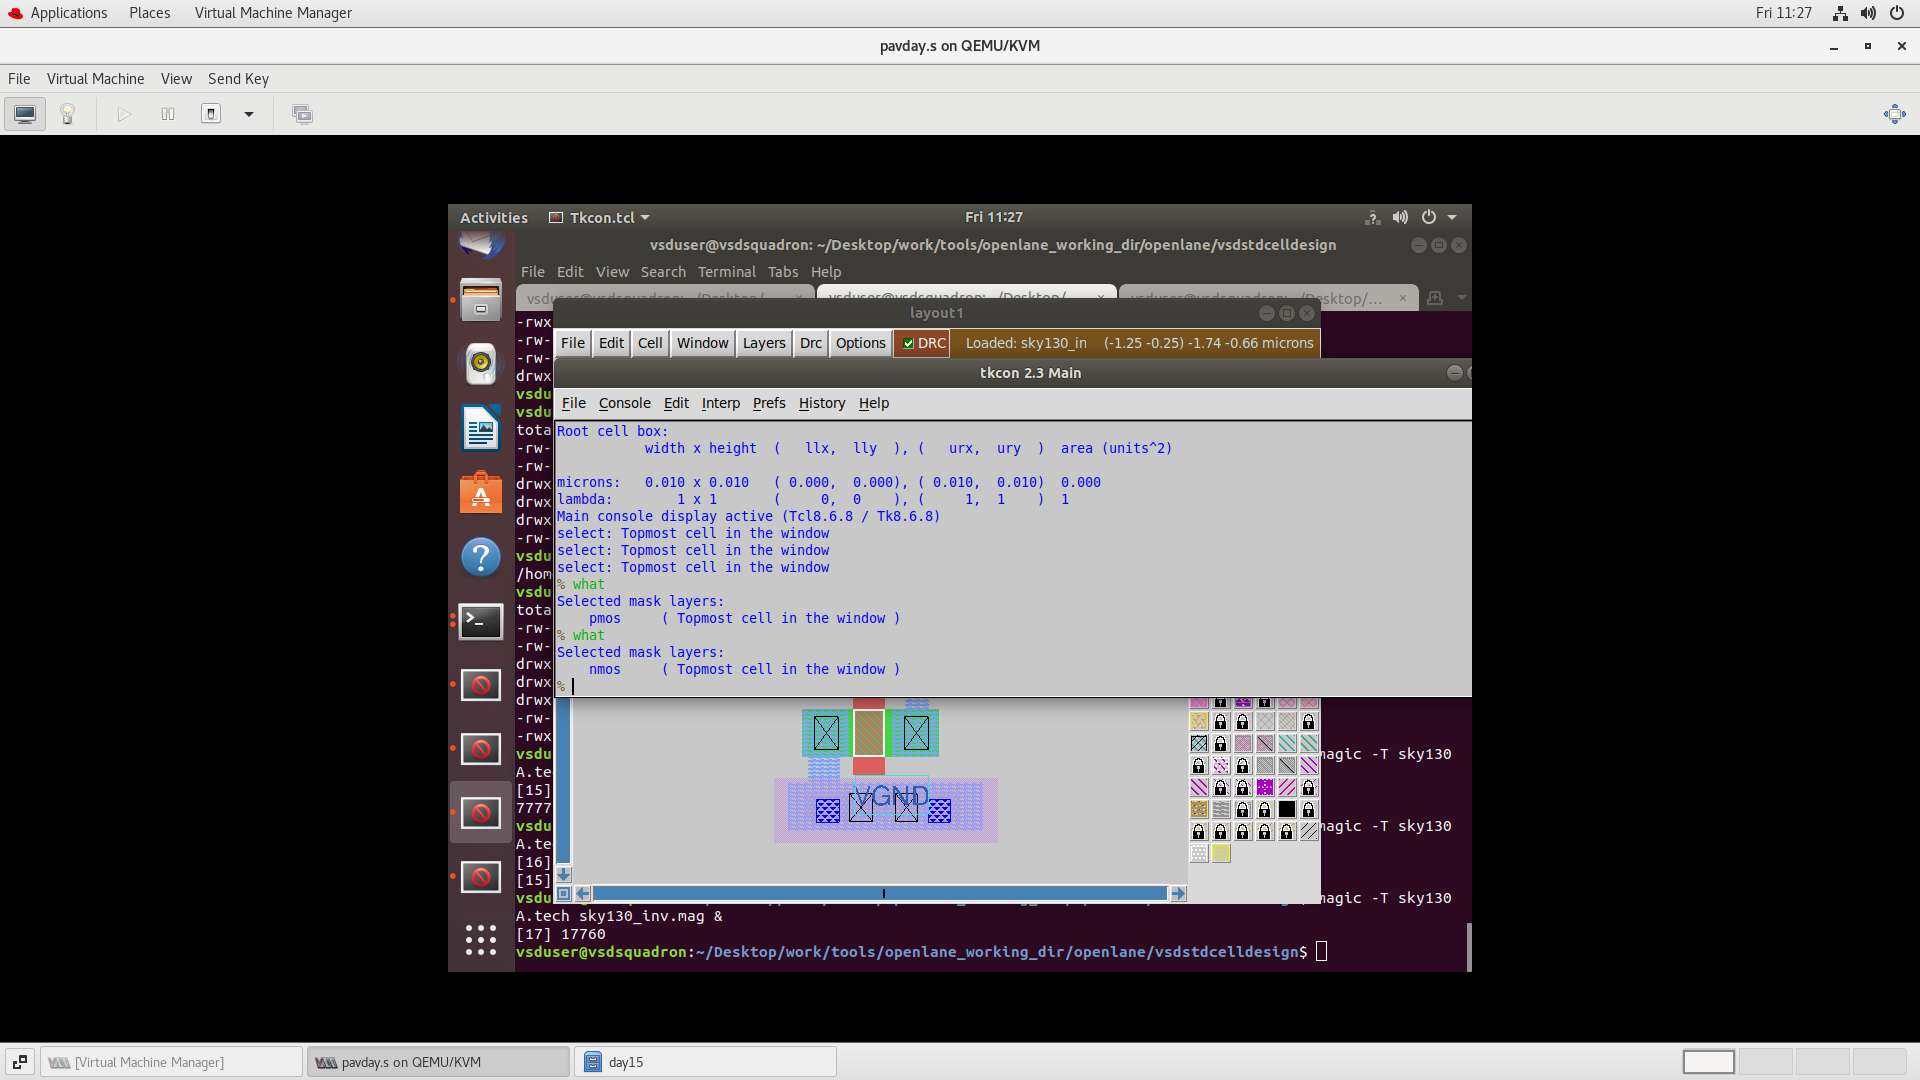 Applications Places Virtual Machine Manager Fri 11:27
pavday.s on QEMU/KVM
File Virtual Machine View Send Key
Activities Tkcon.tcl Fri 11:27
vsduser@vsdsquadron: ~/Desktop/work/tools/openlane_working_dir/openlane/vsdstdcelldesign
File Edit View Search Terminal Tabs Help
vsduser@vsdsquadron: ~/Desktop/... × vsduser@vsdsquadron: ~/Desktop/... × vsduser@vsdsquadron: ~/Desktop/... ×
layout1
File Edit Cell Window Layers Drc Options DRC Loaded: sky130_in (-1.25 -0.25) -1.74 -0.66 microns
tkcon 2.3 Main
File Console Edit Interp Prefs History Help
-rwx
-rw-
-rw-
drwx
vsdu
vsdu
tota
-rw-
-rw-
drwx
drwx
drwx
-rw-
vsdu
/hom
vsdu
tota
-rw-
-rw-
drwx
drwx
drwx
-rw-
-rwx
Root cell box:
width x height ( llx, lly ), ( urx, ury ) area (units^2)
microns: 0.010 x 0.010 ( 0.000, 0.000), ( 0.010, 0.010) 0.000
lambda: 1 x 1 ( 0, 0 ), ( 1, 1 ) 1
Main console display active (Tcl8.6.8 / Tk8.6.8)
select: Topmost cell in the window
select: Topmost cell in the window
select: Topmost cell in the window
% what
Selected mask layers:
pmos ( Topmost cell in the window )
% what
Selected mask layers:
nmos ( Topmost cell in the window )
%
VGND
vsdu magic -T sky130
A.te
[15]
7777
vsdu magic -T sky130
A.te
[16]
[15]
vsdu magic -T sky130
A.tech sky130_inv.mag &
[17] 17760
vsduser@vsdsquadron:~/Desktop/work/tools/openlane_working_dir/openlane/vsdstdcelldesign$
[Virtual Machine Manager] pavday.s on QEMU/KVM day15